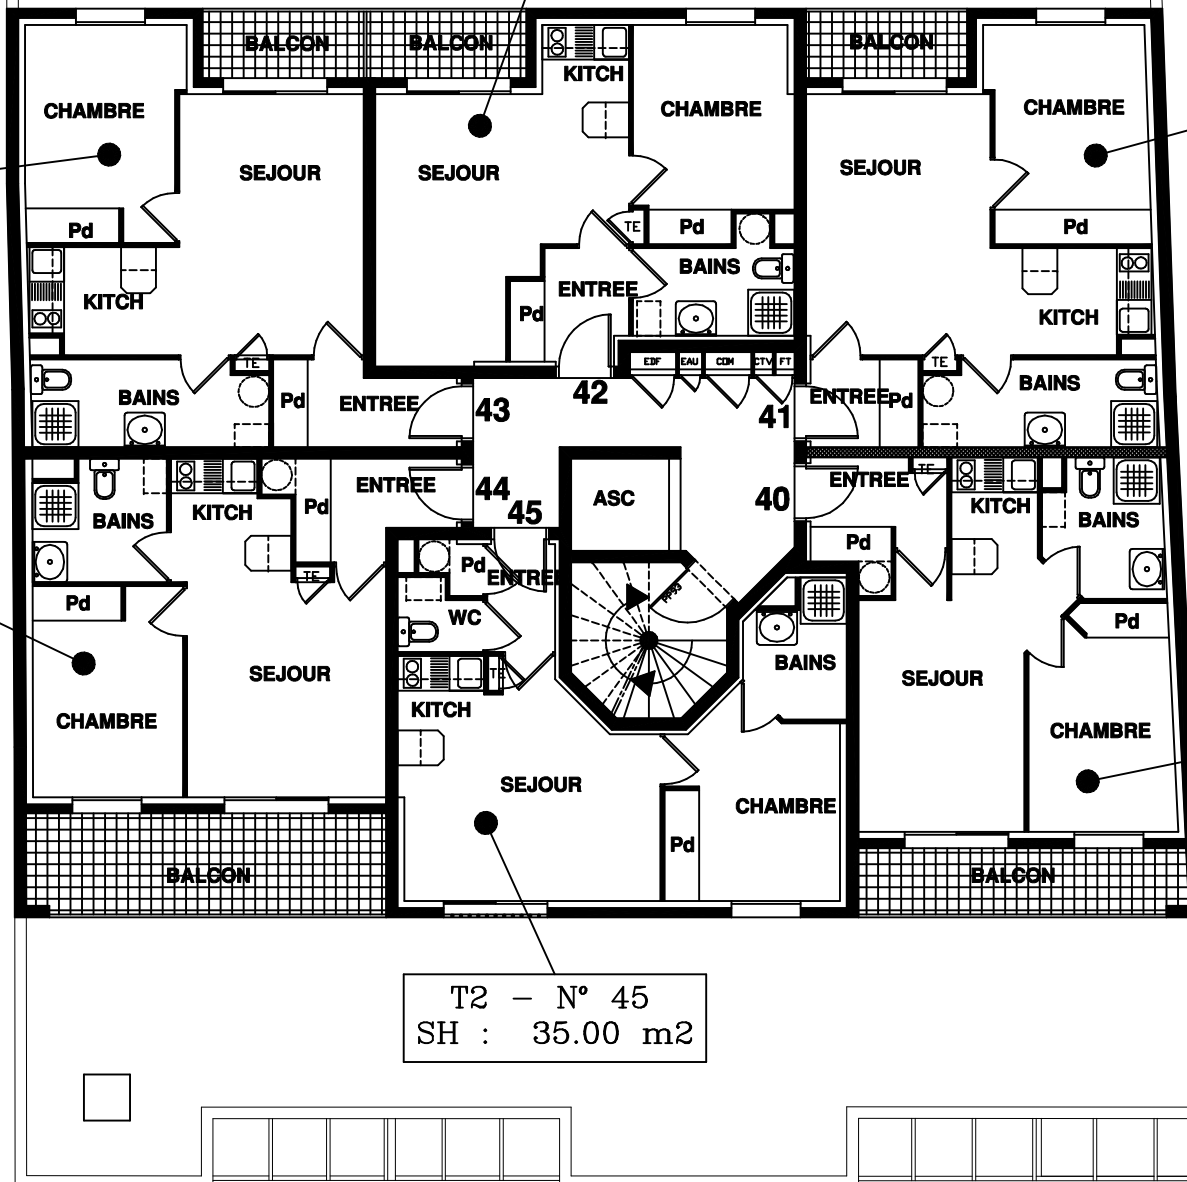 BALCON
BALCON
BALCON
KITCH
CHAMBRE
CHAMBRE
CHAMBRE
SEJOUR
SEJOUR
SEJOUR
Pd
TE
Pd
Pd
BAINS
ENTREE
KITCH
Pd
KITCH
TE
EDF
EAU
COM
CTV
FT
TE
BAINS
Pd
ENTREE
43
42
41
ENTREE
Pd
BAINS
ENTREE
44
45
ASC
40
ENTREE
TE
BAINS
KITCH
Pd
KITCH
BAINS
TE
Pd
Pd
ENTREE
Pd
PP93
WC
Pd
SEJOUR
TE
BAINS
SEJOUR
KITCH
CHAMBRE
CHAMBRE
SEJOUR
CHAMBRE
Pd
BALCON
BALCON
T2 - N° 45
SH : 35.00 m2